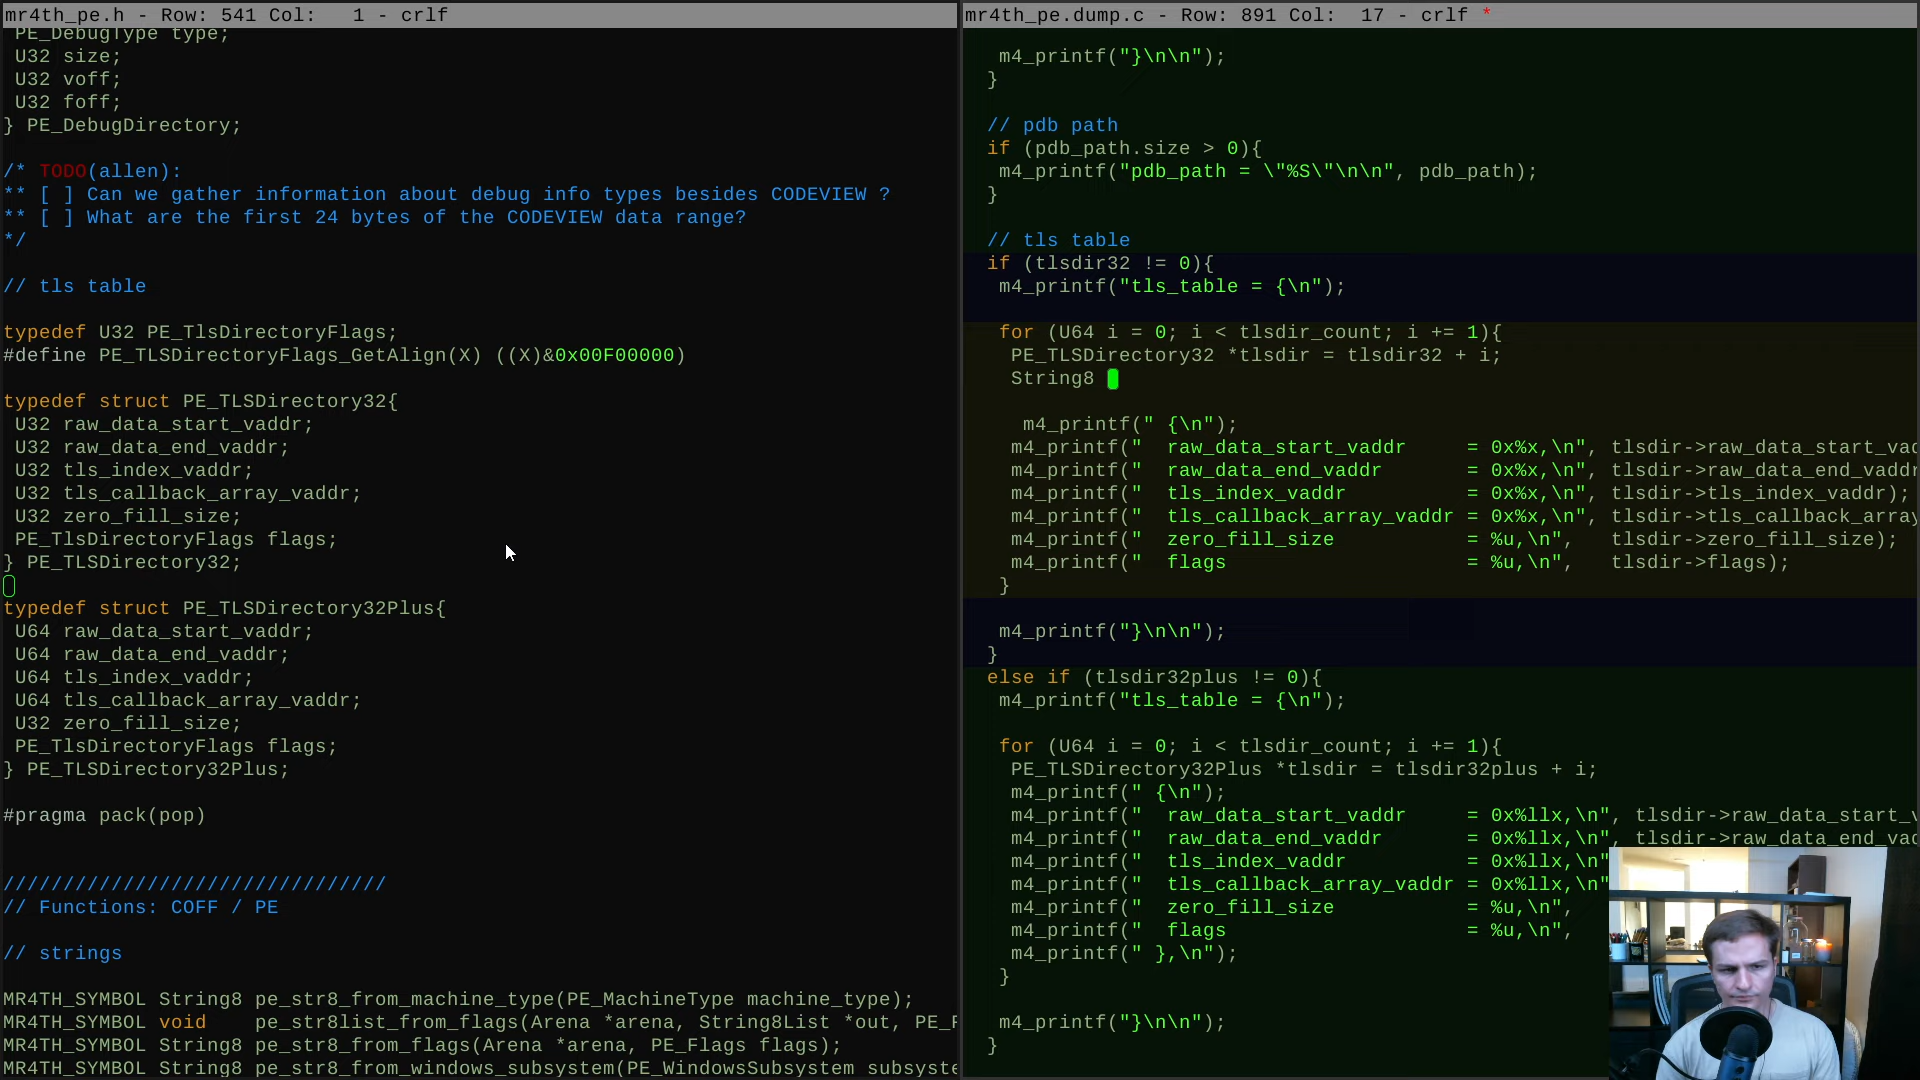 mr4th_pe.h - Row: 541 Col:   1 - crlf
 PE_DebugType type;
 U32 size;
 U32 voff;
 U32 foff;
} PE_DebugDirectory;
/* TODO(allen):
** [ ] Can we gather information about debug info types besides CODEVIEW ?
** [ ] What are the first 24 bytes of the CODEVIEW data range?
*/
// tls table
typedef U32 PE_TlsDirectoryFlags;
#define PE_TLSDirectoryFlags_GetAlign(X) ((X)&0x00F00000)
typedef struct PE_TLSDirectory32{
 U32 raw_data_start_vaddr;
 U32 raw_data_end_vaddr;
 U32 tls_index_vaddr;
 U32 tls_callback_array_vaddr;
 U32 zero_fill_size;
 PE_TlsDirectoryFlags flags;
} PE_TLSDirectory32;
typedef struct PE_TLSDirectory32Plus{
 U64 raw_data_start_vaddr;
 U64 raw_data_end_vaddr;
 U64 tls_index_vaddr;
 U64 tls_callback_array_vaddr;
 U32 zero_fill_size;
 PE_TlsDirectoryFlags flags;
} PE_TLSDirectory32Plus;
#pragma pack(pop)
////////////////////////////////
// Functions: COFF / PE
// strings
MR4TH_SYMBOL String8 pe_str8_from_machine_type(PE_MachineType machine_type);
MR4TH_SYMBOL void    pe_str8list_from_flags(Arena *arena, String8List *out, PE_F
MR4TH_SYMBOL String8 pe_str8_from_flags(Arena *arena, PE_Flags flags);
MR4TH_SYMBOL String8 pe_str8_from_windows_subsystem(PE_WindowsSubsystem subsyste
mr4th_pe.dump.c - Row: 891 Col:  17 - crlf *
   m4_printf("}\n\n");
  }
  // pdb path
  if (pdb_path.size > 0){
   m4_printf("pdb_path = \"%S\"\n\n", pdb_path);
  }
  // tls table
  if (tlsdir32 != 0){
   m4_printf("tls_table = {\n");
   for (U64 i = 0; i < tlsdir_count; i += 1){
    PE_TLSDirectory32 *tlsdir = tlsdir32 + i;
    String8
     m4_printf(" {\n");
    m4_printf("  raw_data_start_vaddr     = 0x%x,\n", tlsdir->raw_data_start_vad
    m4_printf("  raw_data_end_vaddr       = 0x%x,\n", tlsdir->raw_data_end_vaddr
    m4_printf("  tls_index_vaddr          = 0x%x,\n", tlsdir->tls_index_vaddr);
    m4_printf("  tls_callback_array_vaddr = 0x%x,\n", tlsdir->tls_callback_array
    m4_printf("  zero_fill_size           = %u,\n",   tlsdir->zero_fill_size);
    m4_printf("  flags                    = %u,\n",   tlsdir->flags);
   }
   m4_printf("}\n\n");
  }
  else if (tlsdir32plus != 0){
   m4_printf("tls_table = {\n");
   for (U64 i = 0; i < tlsdir_count; i += 1){
    PE_TLSDirectory32Plus *tlsdir = tlsdir32plus + i;
    m4_printf(" {\n");
    m4_printf("  raw_data_start_vaddr     = 0x%llx,\n", tlsdir->raw_data_start_v
    m4_printf("  raw_data_end_vaddr       = 0x%llx,\n", tlsdir->raw_data_end_vad
    m4_printf("  tls_index_vaddr          = 0x%llx,\n"
    m4_printf("  tls_callback_array_vaddr = 0x%llx,\n"
    m4_printf("  zero_fill_size           = %u,\n",
    m4_printf("  flags                    = %u,\n",
    m4_printf(" },\n");
   }
   m4_printf("}\n\n");
  }